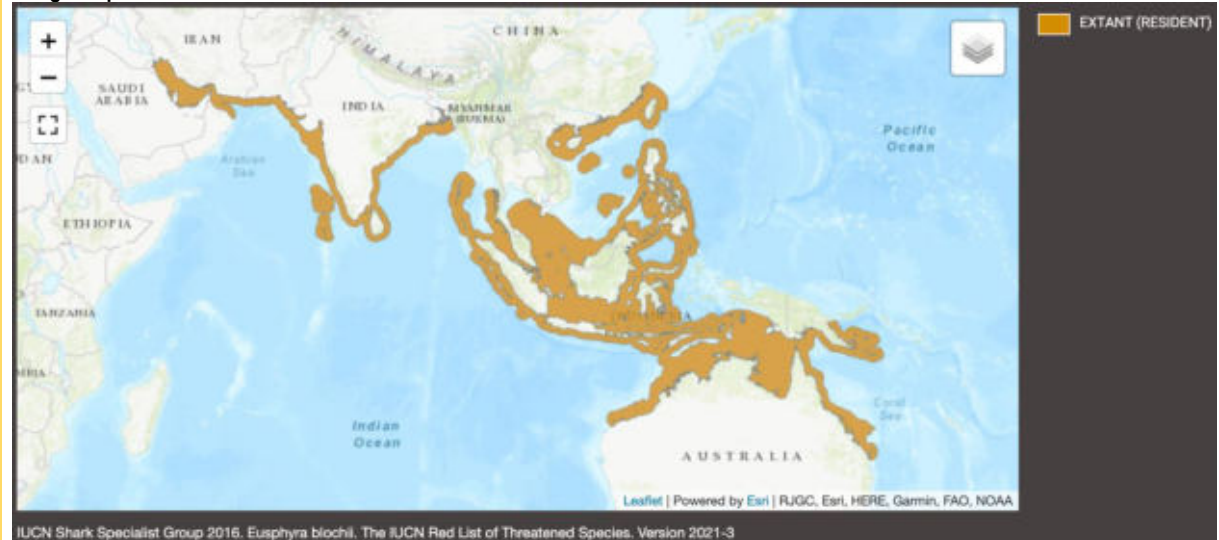 +
−
EXTANT (RESIDENT)
IRAN
HIMALAYA
CHINA
SAUDI
ARABIA
INDIA
MYANMAR
(BURMA)
Arabian
Sea
Pacific
Ocean
ETHIOPIA
TANZANIA
INDONESIA
Indian
Ocean
Coral
Sea
AUSTRALIA
Leaflet | Powered by Esri | RJGC, Esri, HERE, Garmin, FAO, NOAA
IUCN Shark Specialist Group 2016. Eusphyra blochii. The IUCN Red List of Threatened Species. Version 2021-3